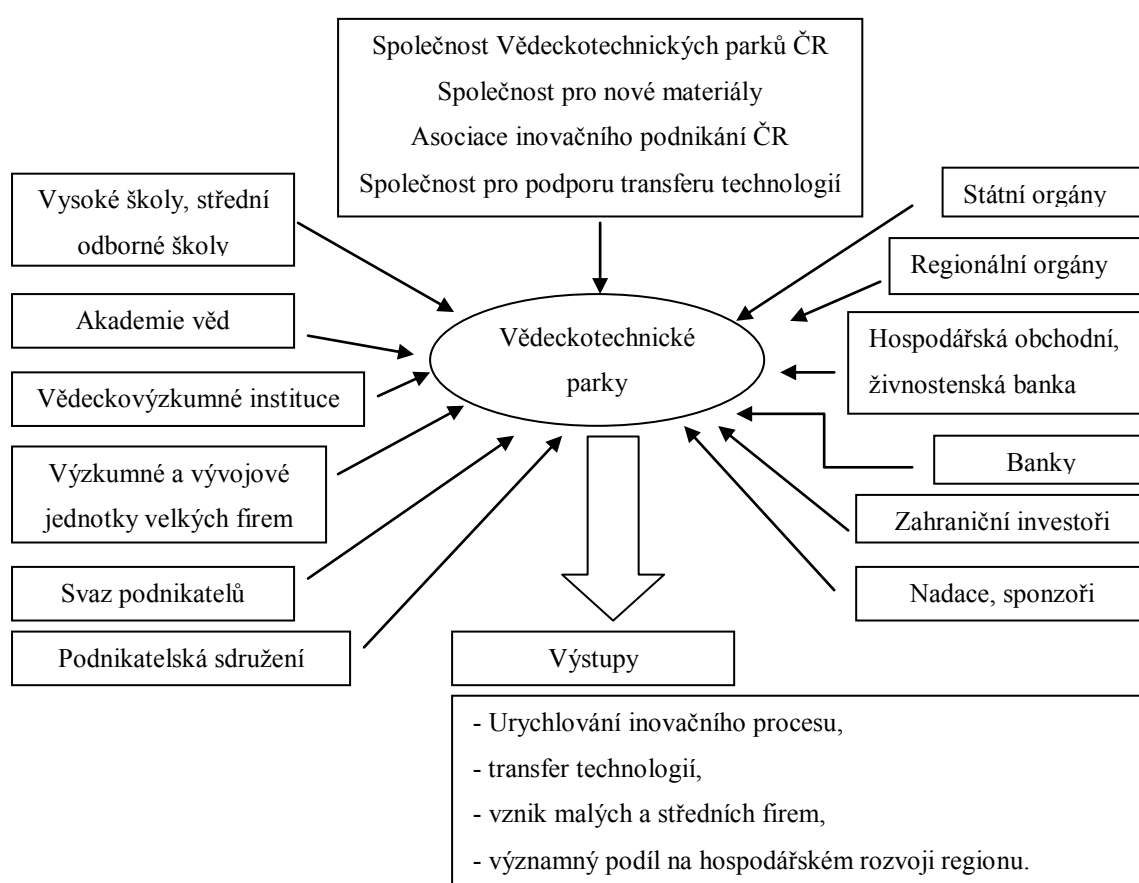 Společnost Vědeckotechnických parků ČR
Společnost pro nové materiály
Asociace inovačního podnikání ČR
Společnost pro podporu transferu technologií
Vysoké školy, střední
odborné školy
Akademie věd
Vědeckovýzkumné instituce
Výzkumné a vývojové
jednotky velkých firem
Svaz podnikatelů
Podnikatelská sdružení
Vědeckotechnické
parky
Státní orgány
Regionální orgány
Hospodářská obchodní,
živnostenská banka
Banky
Zahraniční investoři
Nadace, sponzoři
Výstupy
- Urychlování inovačního procesu,
- transfer technologií,
- vznik malých a středních firem,
- významný podíl na hospodářském rozvoji regionu.